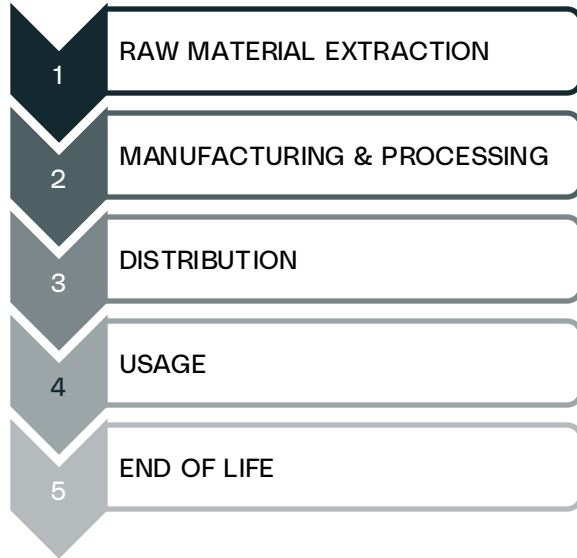 1
RAW MATERIAL EXTRACTION
2
MANUFACTURING & PROCESSING
3
DISTRIBUTION
4
USAGE
5
END OF LIFE